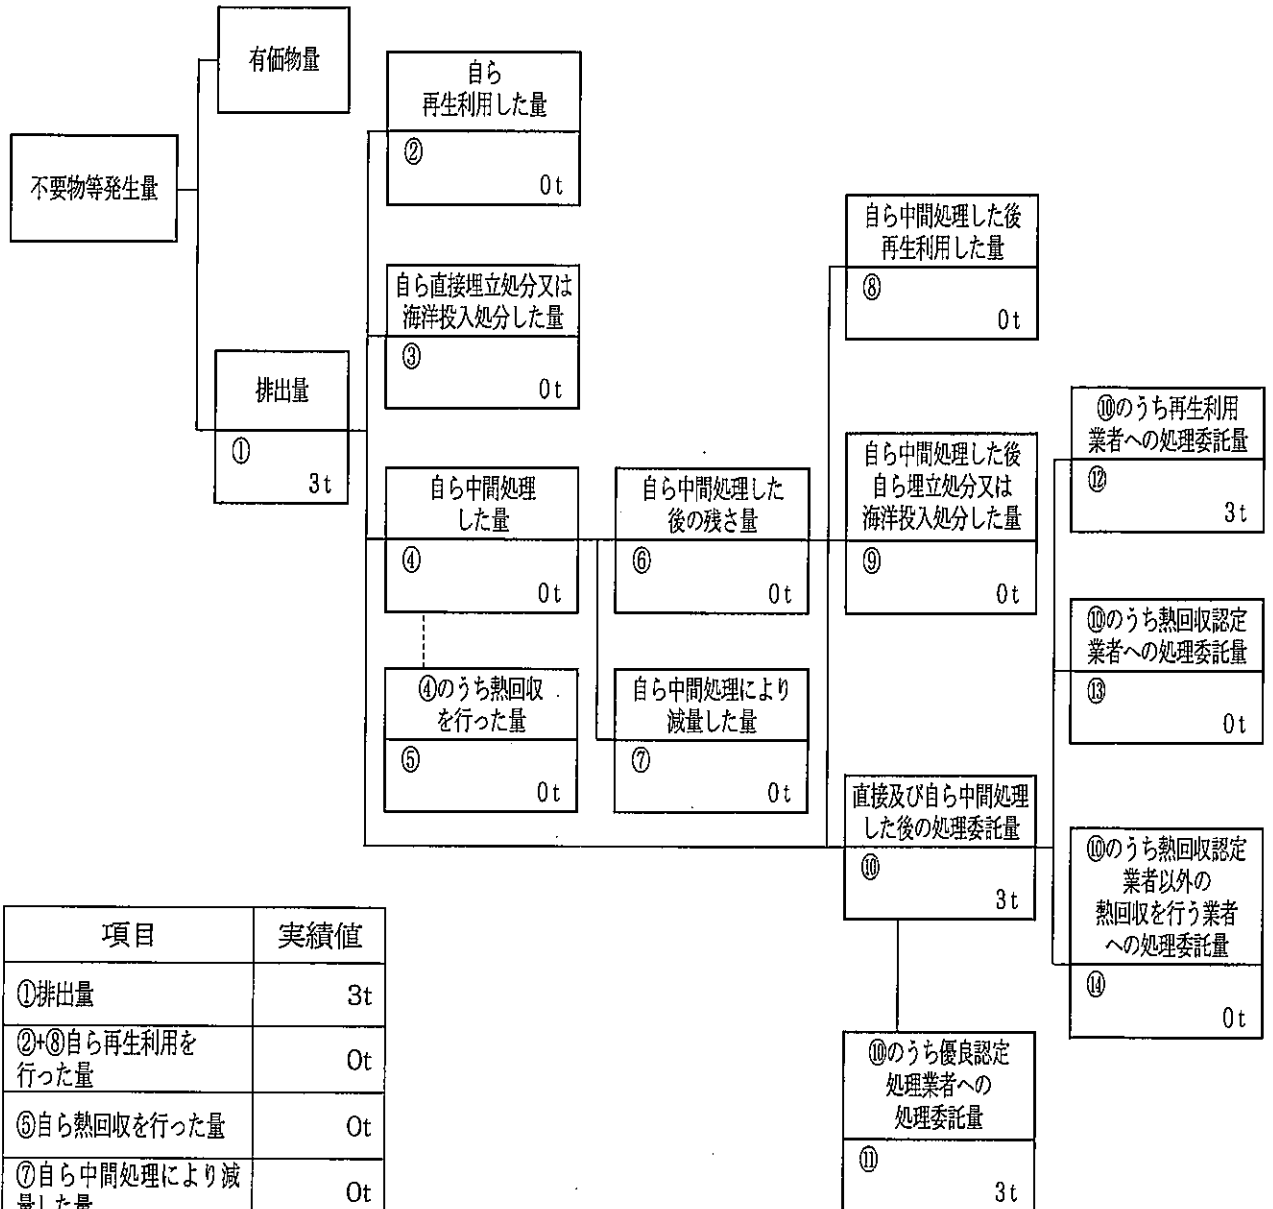 有価物量
不要物等発生量
排出量
①
3t
自ら
再生利用した量
②
0t
自ら直接埋立処分又は
海洋投入処分した量
③
0t
自ら中間処理
した量
④
0t
④のうち熱回収
を行った量
⑤
0t
自ら中間処理した
後の残さ量
⑥
0t
自ら中間処理により
減量した量
⑦
0t
自ら中間処理した後
再生利用した量
⑧
0t
自ら中間処理した後
自ら埋立処分又は
海洋投入処分した量
⑨
0t
直接及び自ら中間処理
した後の処理委託量
⑩
3t
⑩のうち優良認定
処理業者への
処理委託量
⑪
3t
⑩のうち再生利用
業者への処理委託量
⑫
3t
⑩のうち熱回収認定
業者への処理委託量
⑬
0t
⑩のうち熱回収認定
業者以外の
熱回収を行う業者
への処理委託量
⑭
0t
項目 実績値
①排出量 3t
②+⑧自ら再生利用を
行った量 0t
⑤自ら熱回収を行った量 0t
⑦自ら中間処理により減
量した量 0t